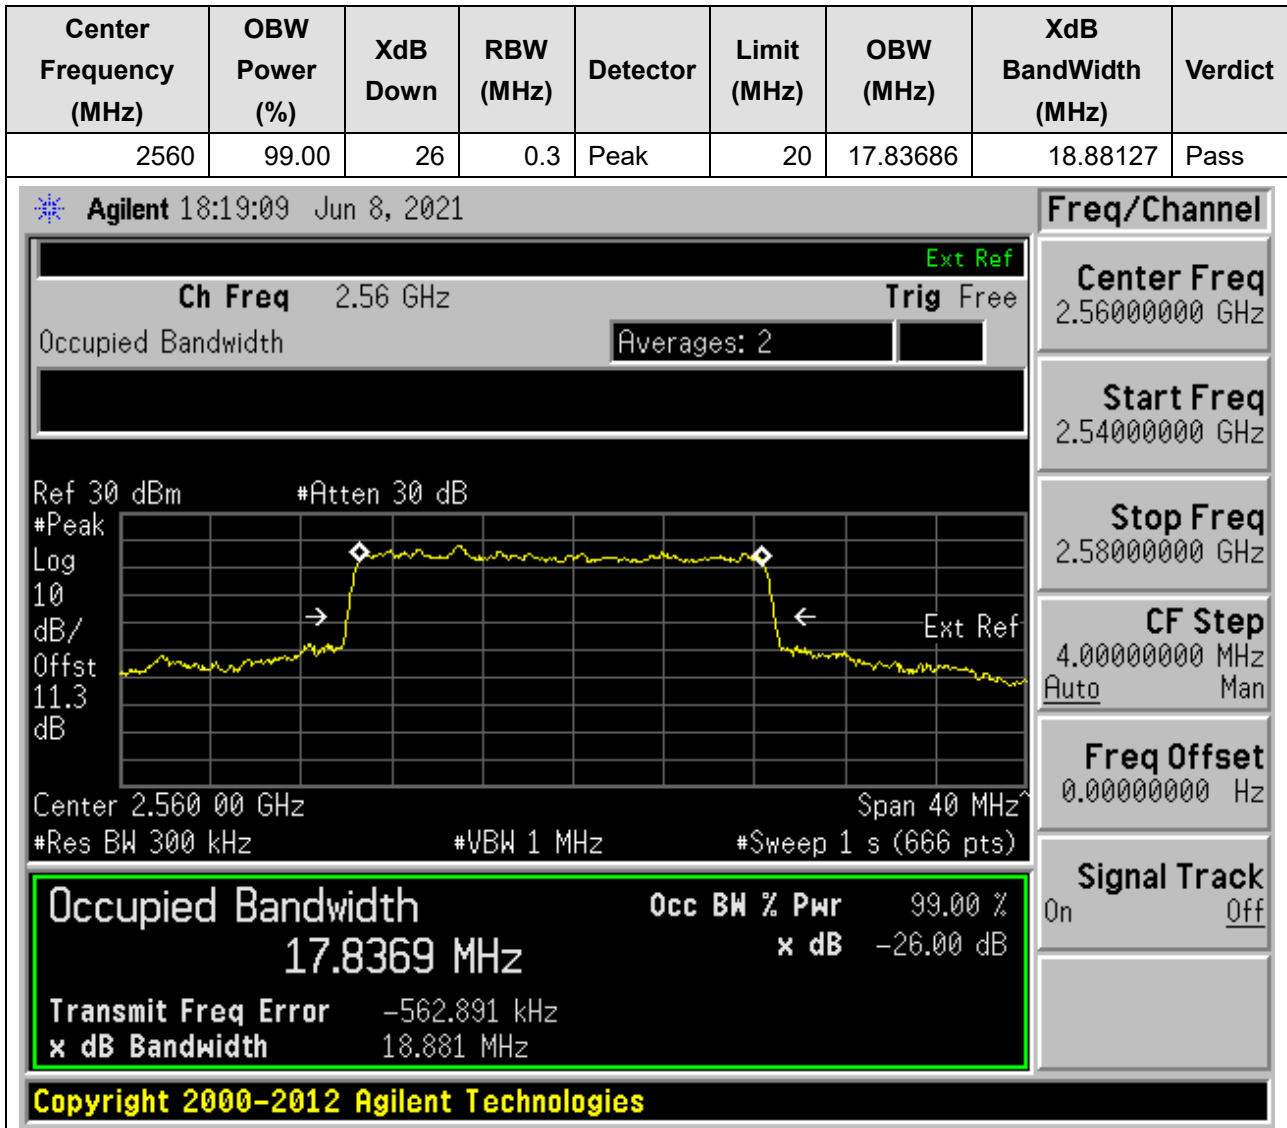 Center Frequency (MHz) OBW Power (%) XdB Down RBW (MHz) Detector Limit (MHz) OBW (MHz) XdB BandWidth (MHz) Verdict
2560 99.00 26 0.3 Peak 20 17.83686 18.88127 Pass
Agilent 18:19:09 Jun 8, 2021
Freq/Channel
Ext Ref
Ch Freq 2.56 GHz Trig Free
Occupied Bandwidth Averages: 2
Center Freq
2.56000000 GHz
Start Freq
2.54000000 GHz
Stop Freq
2.58000000 GHz
CF Step
4.00000000 MHz
Auto Man
Freq Offset
0.00000000 Hz
Signal Track
On Off
Ref 30 dBm #Atten 30 dB
#Peak
Log
10
dB/
Offst
11.3
dB
Ext Ref
Center 2.560 00 GHz Span 40 MHz^
#Res BW 300 kHz #VBW 1 MHz #Sweep 1 s (666 pts)
Occupied Bandwidth Occ BW % Pwr 99.00 %
17.8369 MHz x dB -26.00 dB
Transmit Freq Error -562.891 kHz
x dB Bandwidth 18.881 MHz
Copyright 2000-2012 Agilent Technologies